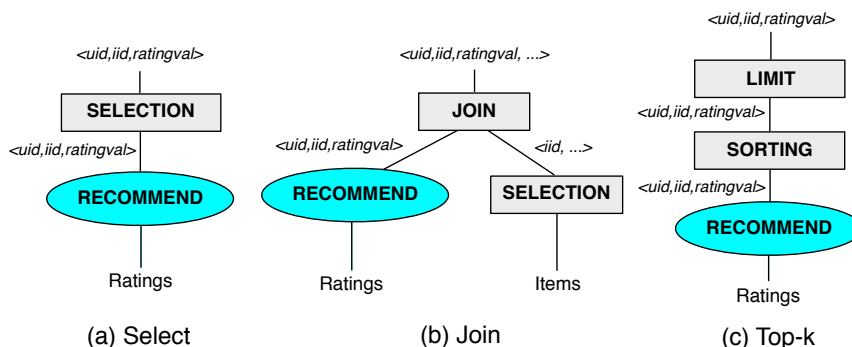 <uid,iid,ratingval>
SELECTION
<uid,iid,ratingval>
RECOMMEND
Ratings
(a) Select
<uid,iid,ratingval, ...>
JOIN
<uid,iid,ratingval>
<iid, ...>
RECOMMEND
SELECTION
Ratings
Items
(b) Join
<uid,iid,ratingval>
LIMIT
<uid,iid,ratingval>
SORTING
<uid,iid,ratingval>
RECOMMEND
Ratings
(c) Top-k